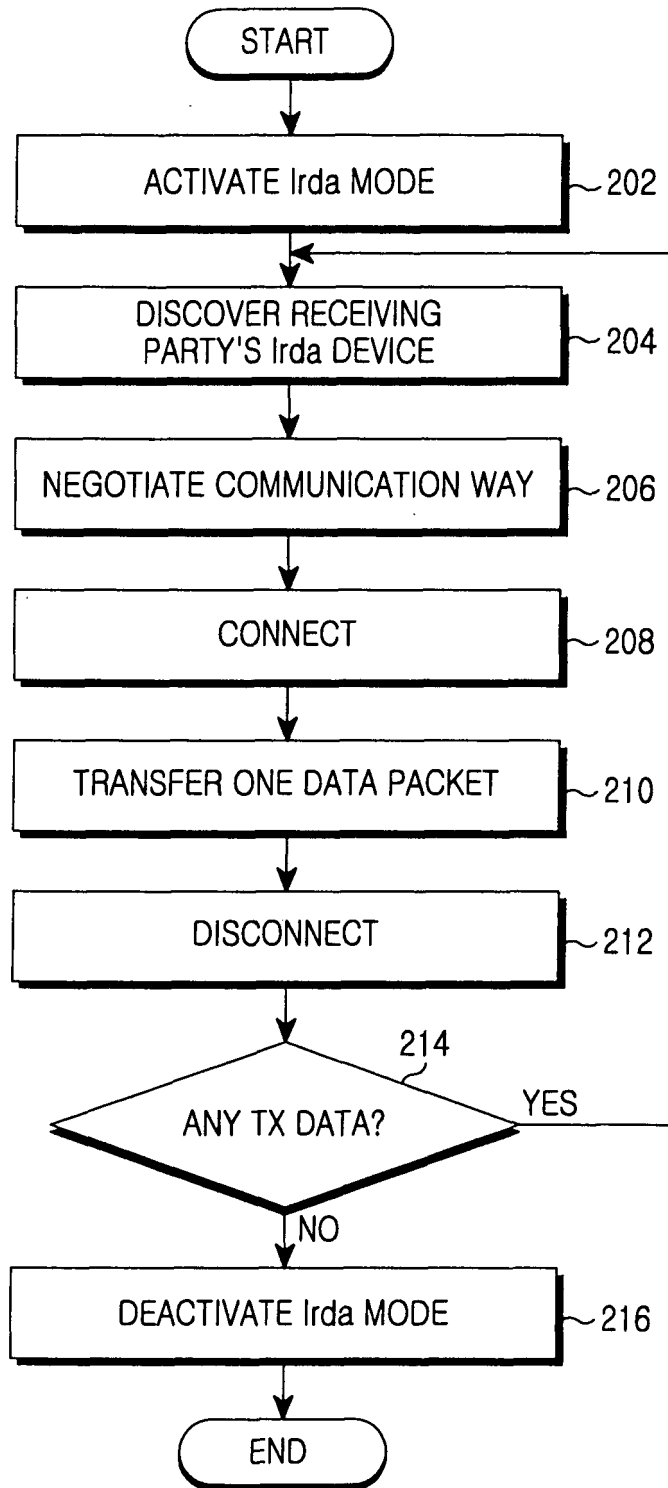 START
ACTIVATE Irda MODE
202
DISCOVER RECEIVING
PARTY'S Irda DEVICE
204
NEGOTIATE COMMUNICATION WAY
206
CONNECT
208
TRANSFER ONE DATA PACKET
210
DISCONNECT
212
214
ANY TX DATA?
YES
NO
DEACTIVATE Irda MODE
216
END